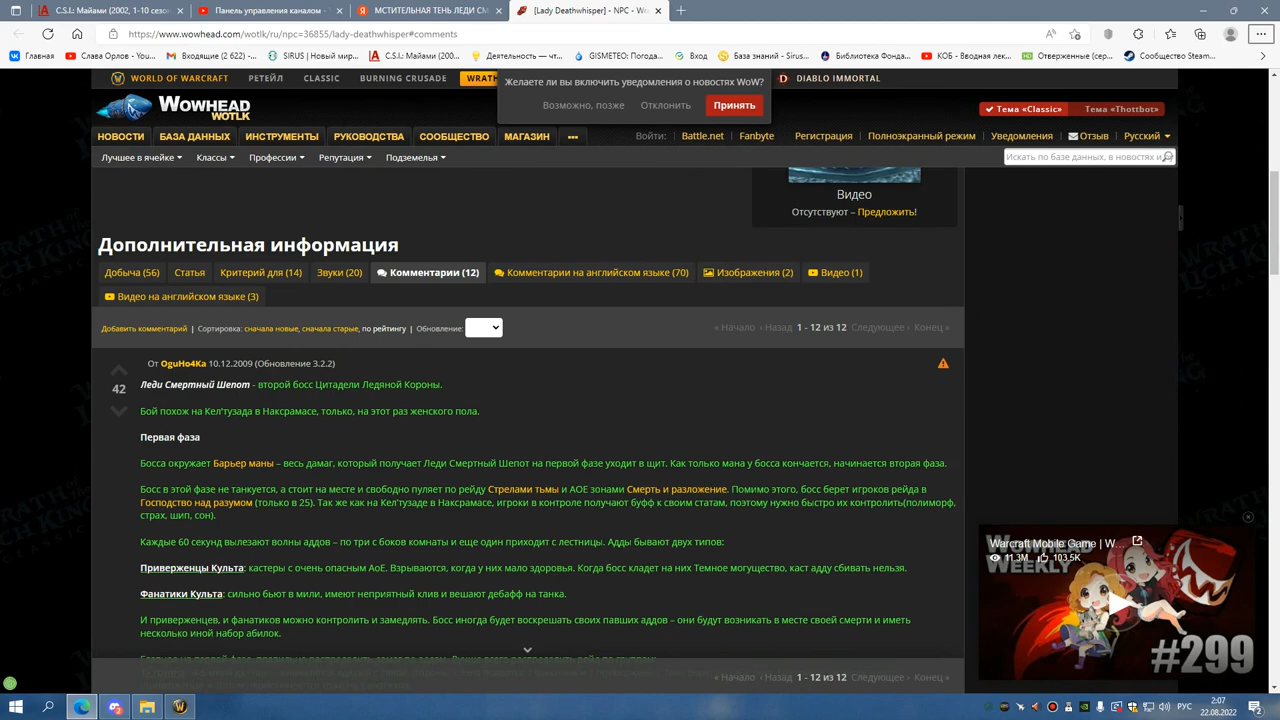 C.S.I.: Майами (2002, 1-10 сезо
Панель управления каналом - 
МСТИТЕЛЬНАЯ ТЕНЬ ЛЕДИ СМ
[Lady Deathwhisper] - NPC - Wr
https://www.wowhead.com/wotlk/ru/npc=36855/lady-deathwhisper#comments
Главная
Слава Орлов - You...
Входящие (2 622) -...
SIRUS | Новый мир...
C.S.I.: Майами (200...
Деятельность — чт...
GISMETEO: Погода...
Вход
База знаний – Sirus...
Библиотека Фонда...
КОБ - Вводная лек...
Отверженные (сер...
Сообщество Steam...
WORLD OF WARCRAFT РЕТЕЙЛ CLASSIC BURNING CRUSADE WRATH DIABLO IMMORTAL
Желаете ли вы включить уведомления о новостях WoW?
Возможно, позже Отклонить Принять
WOWHEAD
WOTLK
Тема «Classic» Тема «Thottbot»
НОВОСТИ БАЗА ДАННЫХ ИНСТРУМЕНТЫ РУКОВОДСТВА СООБЩЕСТВО МАГАЗИН ...
Войти: Battle.net Fanbyte Регистрация Полноэкранный режим Уведомления Отзыв Русский
Лучшее в ячейке Классы Профессии Репутация Подземелья
Искать по базе данных, в новостях и
Видео
Отсутствуют – Предложить!
Дополнительная информация
Добыча (56) Статья Критерий для (14) Звуки (20) Комментарии (12) Комментарии на английском языке (70) Изображения (2) Видео (1)
Видео на английском языке (3)
Добавить комментарий | Сортировка: сначала новые, сначала старые, по рейтингу | Обновление:
« Начало ‹ Назад 1 - 12 из 12 Следующее › Конец »
От OguHo4Ka 10.12.2009 (Обновление 3.2.2)
42
Леди Смертный Шепот - второй босс Цитадели Ледяной Короны.
Бой похож на Кел'тузада в Наксрамасе, только, на этот раз женского пола.
Первая фаза
Босса окружает Барьер маны – весь дамаг, который получает Леди Смертный Шепот на первой фазе уходит в щит. Как только мана у босса кончается, начинается вторая фаза.
Босс в этой фазе не танкуется, а стоит на месте и свободно пуляет по рейду Стрелами тьмы и АОЕ зонами Смерть и разложение. Помимо этого, босс берет игроков рейда в
Господство над разумом (только в 25). Так же как на Кел'тузаде в Наксрамасе, игроки в контроле получают буфф к своим статам, поэтому нужно быстро их контролить(полиморф,
страх, шип, сон).
Каждые 60 секунд вылезают волны аддов – по три с боков комнаты и еще один приходит с лестницы. Адды бывают двух типов:
Приверженцы Культа: кастеры с очень опасным АоЕ. Взрываются, когда у них мало здоровья. Когда босс кладет на них Темное могущество, каст адду сбивать нельзя.
Фанатики Культа: сильно бьют в мили, имеют неприятный клив и вешают дебафф на танка.
И приверженцев, и фанатиков можно контролить и замедлять. Босс иногда будет воскрешать своих павших аддов – они будут возникать в месте своей смерти и иметь
несколько иной набор абилок.
« Начало ‹ Назад 1 - 12 из 12 Следующее › Конец »
Warcraft Mobile Game | W...
11.3M 103.5K
WOWHEAD
WEEKLY
#299
РУС
2:07
22.08.2022
2